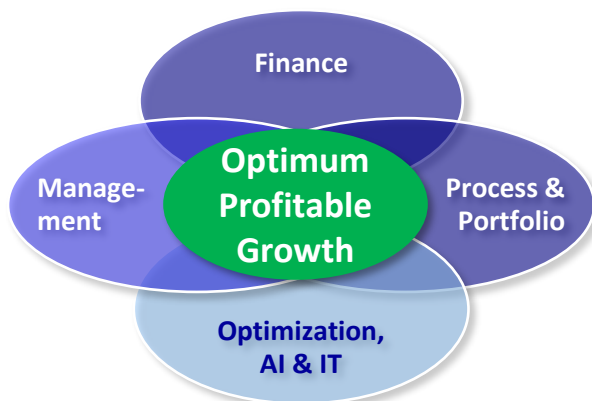 Finance
Manage-
ment
Optimum
Profitable
Growth
Process &
Portfolio
Optimization,
AI & IT